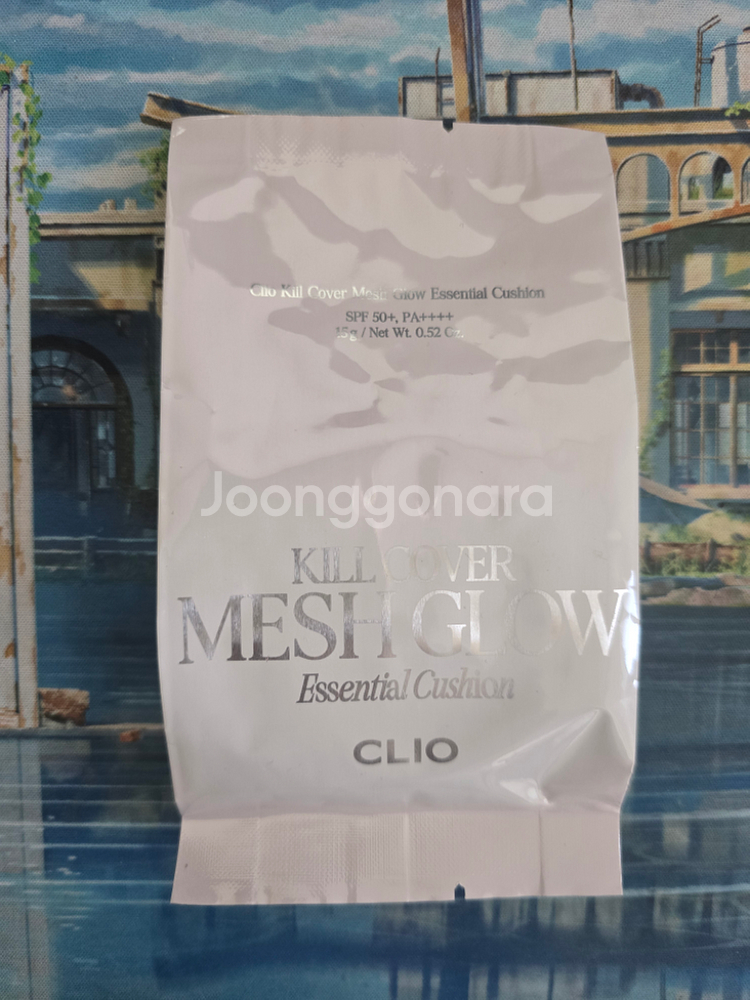 Clio Kill Cover Mesh Glow Essential Cushion
SPF 50+, PA++++
15g / Net Wt. 0.52 Oz.
Joonggonara
KILL COVER
MESH GLOW
Essential Cushion
CLIO